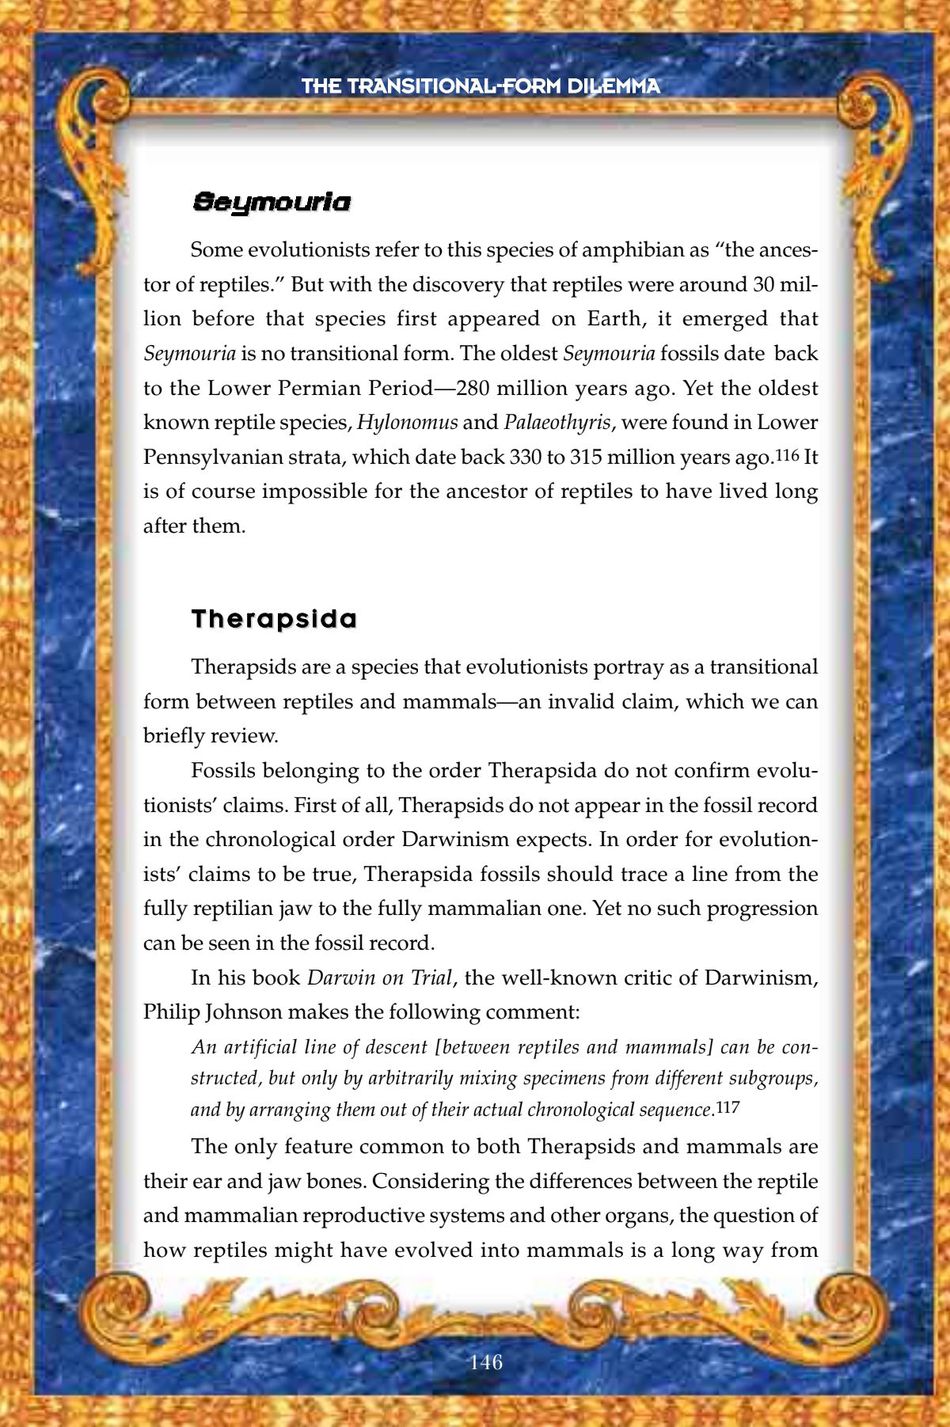 THE TRANSITIONAL-FORM DILEMMA
Seymouria
Some evolutionists refer to this species of amphibian as “the ances-
tor of reptiles.” But with the discovery that reptiles were around 30 mil-
lion before that species first appeared on Earth, it emerged that
Seymouria is no transitional form. The oldest Seymouria fossils date back
to the Lower Permian Period—280 million years ago. Yet the oldest
known reptile species, Hylonomus and Palaeothyris, were found in Lower
Pennsylvanian strata, which date back 330 to 315 million years ago.116 It
is of course impossible for the ancestor of reptiles to have lived long
after them.
Therapsida
Therapsids are a species that evolutionists portray as a transitional
form between reptiles and mammals—an invalid claim, which we can
briefly review.
Fossils belonging to the order Therapsida do not confirm evolu-
tionists’ claims. First of all, Therapsids do not appear in the fossil record
in the chronological order Darwinism expects. In order for evolution-
ists’ claims to be true, Therapsida fossils should trace a line from the
fully reptilian jaw to the fully mammalian one. Yet no such progression
can be seen in the fossil record.
In his book Darwin on Trial, the well-known critic of Darwinism,
Philip Johnson makes the following comment:
An artificial line of descent [between reptiles and mammals] can be con-
structed, but only by arbitrarily mixing specimens from different subgroups,
and by arranging them out of their actual chronological sequence.117
The only feature common to both Therapsids and mammals are
their ear and jaw bones. Considering the differences between the reptile
and mammalian reproductive systems and other organs, the question of
how reptiles might have evolved into mammals is a long way from
146